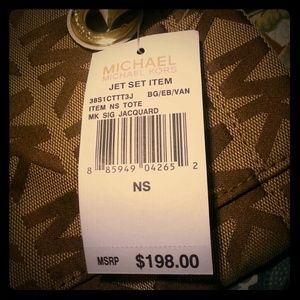 MICHAEL
MICHAEL KORS
JET SET ITEM
38S1CTTT3J BG/EB/VAN
ITEM NS TOTE
MK SIG JACQUARD
8 85949 04265 2
NS
MSRP $198.00